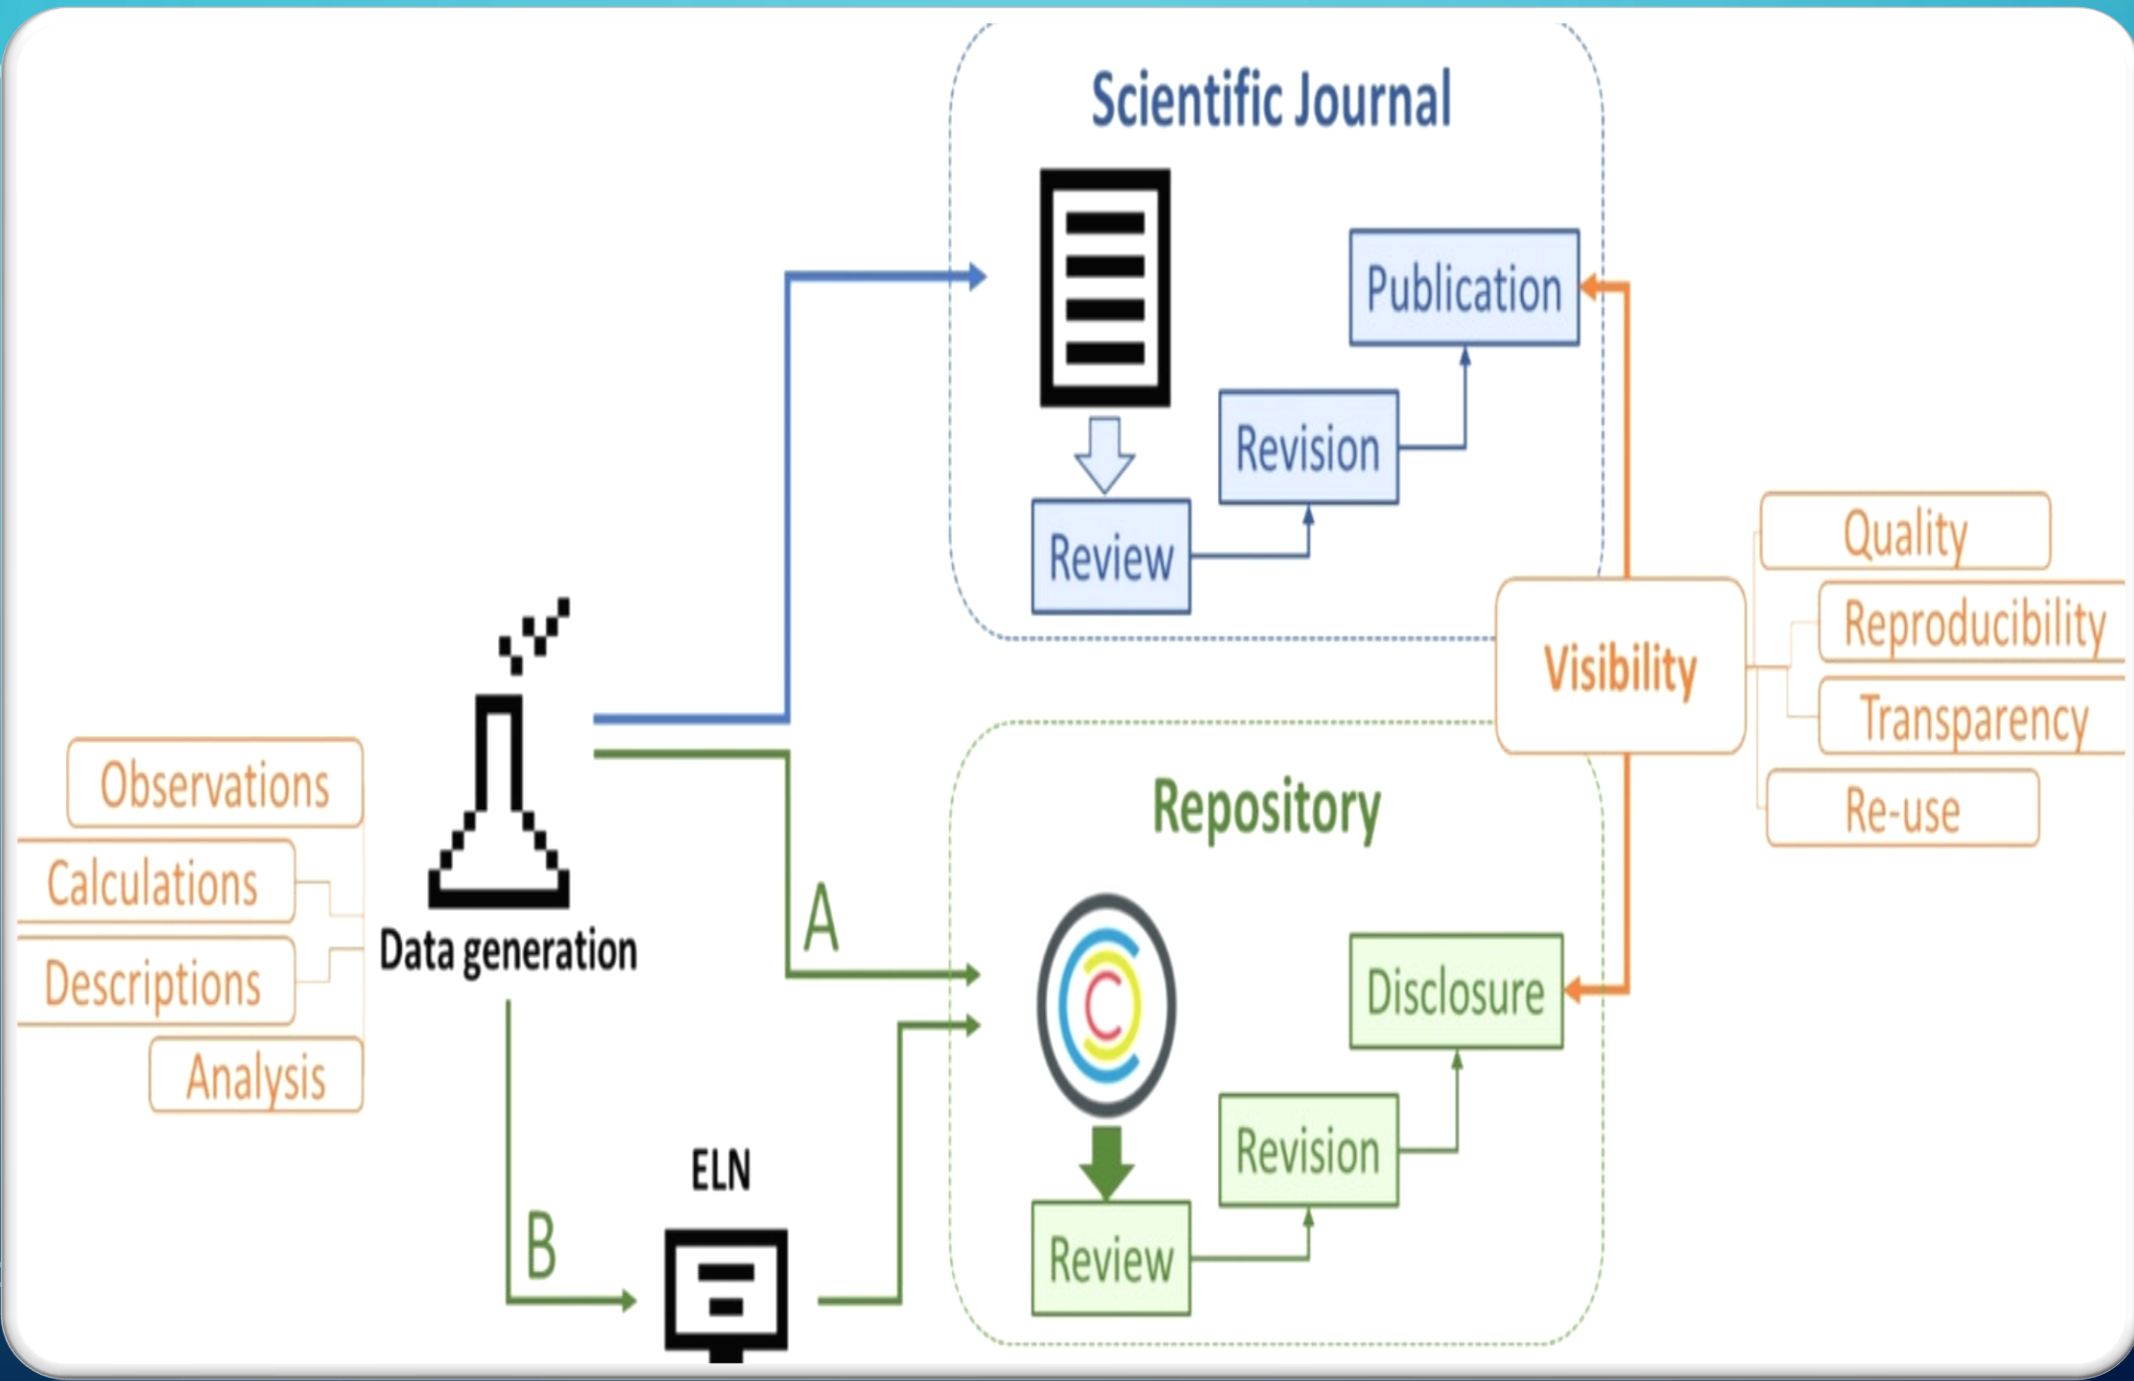 Scientific Journal
Publication
Revision
Review
Quality
Reproducibility
Visibility
Transparency
Re-use
Observations
Calculations
Descriptions
Analysis
Data generation
A
B
ELN
Repository
Disclosure
Revision
Review